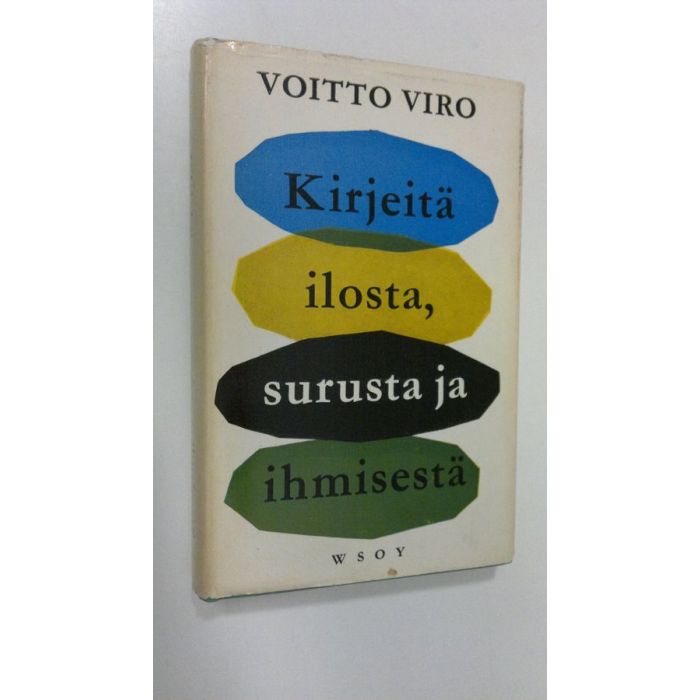 VOITTO VIRO
Kirjeitä
ilosta,
surusta ja
ihmisestä
WSOY